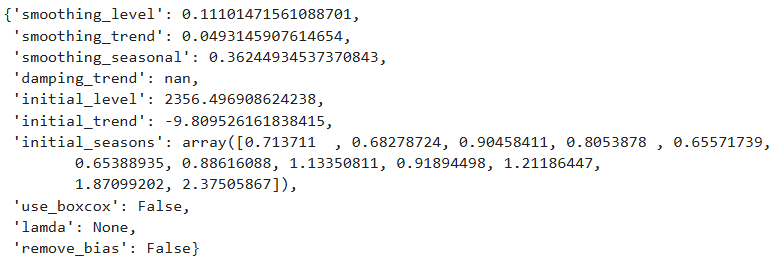 {'smoothing_level': 0.11101471561088701,
'smoothing_trend': 0.0493145907614654,
'smoothing_seasonal': 0.36244934537370843,
'damping_trend': nan,
'initial_level': 2356.496908624238,
'initial_trend': -9.809526161838415,
'initial_seasons': array([0.713711  , 0.68278724, 0.90458411, 0.8053878 , 0.65571739,
0.65388935, 0.88616088, 1.13350811, 0.91894498, 1.21186447,
1.87099202, 2.37505867]),
'use_boxcox': False,
'lamda': None,
'remove_bias': False}